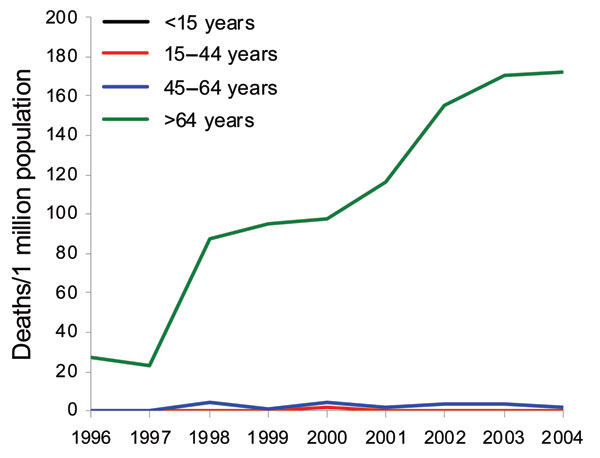 200
180
160
140
120
100
80
60
40
20
0
Deaths/1 million population
<15 years
15–44 years
45–64 years
>64 years
1996 1997 1998 1999 2000 2001 2002 2003 2004